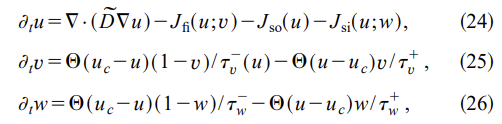 ∂ₜu = ∇·(D̃∇u) − J_fi(u;v) − J_so(u) − J_si(u;w), (24)
∂ₜv = Θ(u_c−u)(1−v)/τ_v⁻(u) − Θ(u−u_c)v/τ_v⁺, (25)
∂ₜw = Θ(u_c−u)(1−w)/τ_w⁻ − Θ(u−u_c)w/τ_w⁺, (26)